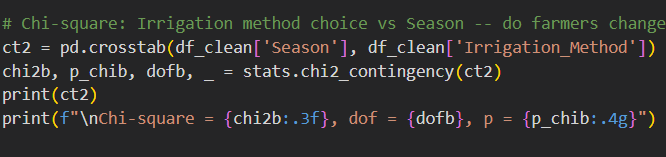 # Chi-square: Irrigation method choice vs Season -- do farmers change
ct2 = pd.crosstab(df_clean['Season'], df_clean['Irrigation_Method'])
chi2b, p_chib, dofb, _ = stats.chi2_contingency(ct2)
print(ct2)
print(f"\nChi-square = {chi2b:.3f}, dof = {dofb}, p = {p_chib:.4g}")